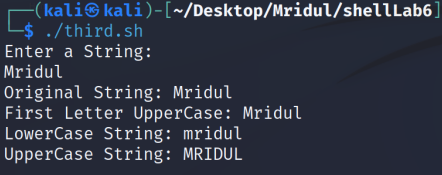 ┌──(kali㉿kali)-[~/Desktop/Mridul/shellLab6]
└─$ ./third.sh
Enter a String:
Mridul
Original String: Mridul
First Letter UpperCase: Mridul
LowerCase String: mridul
UpperCase String: MRIDUL